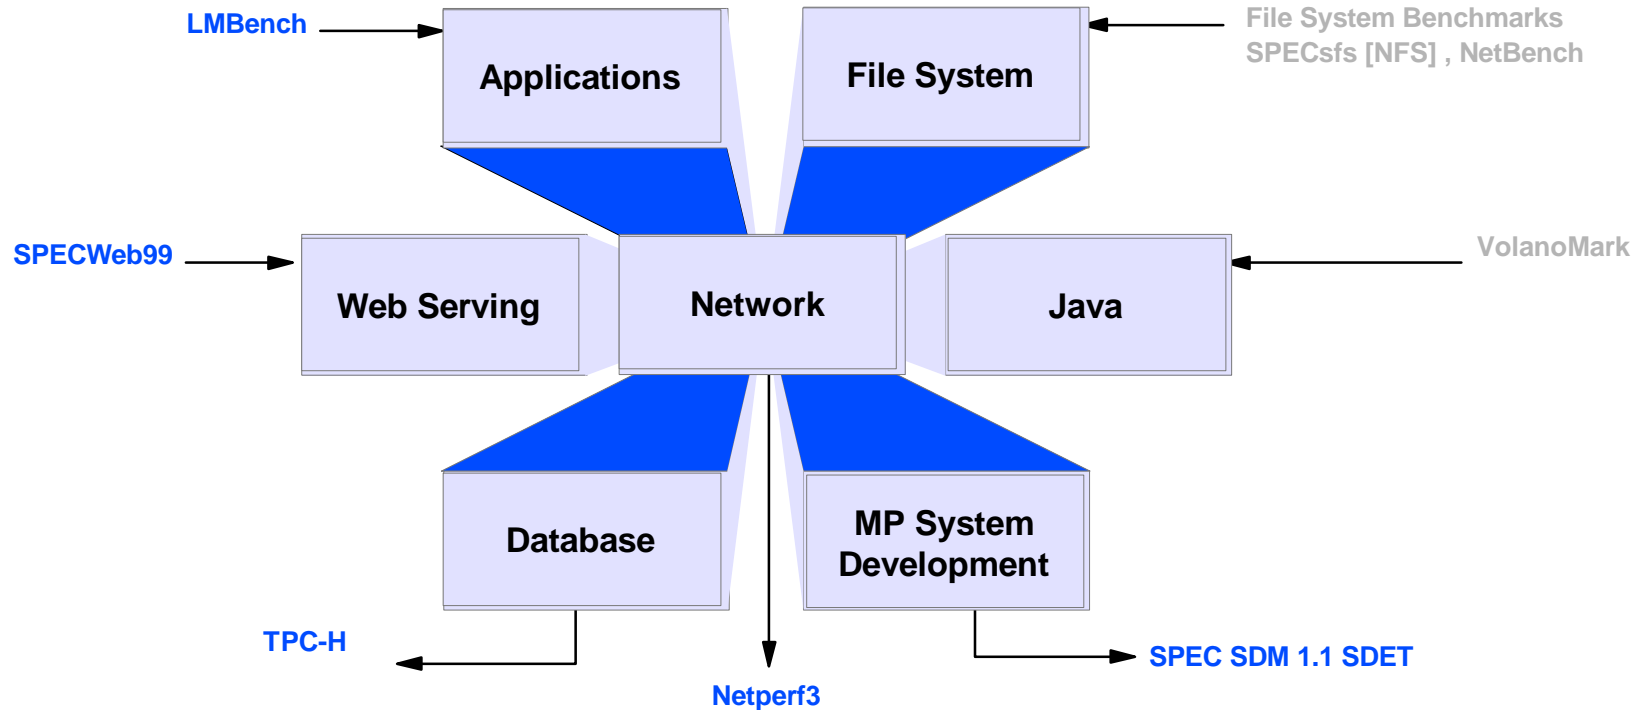 LMBench
File System Benchmarks
SPECsfs [NFS] , NetBench
Applications
File System
SPECWeb99
VolanoMark
Web Serving
Network
Java
Database
MP System
Development
TPC-H
SPEC SDM 1.1 SDET
Netperf3